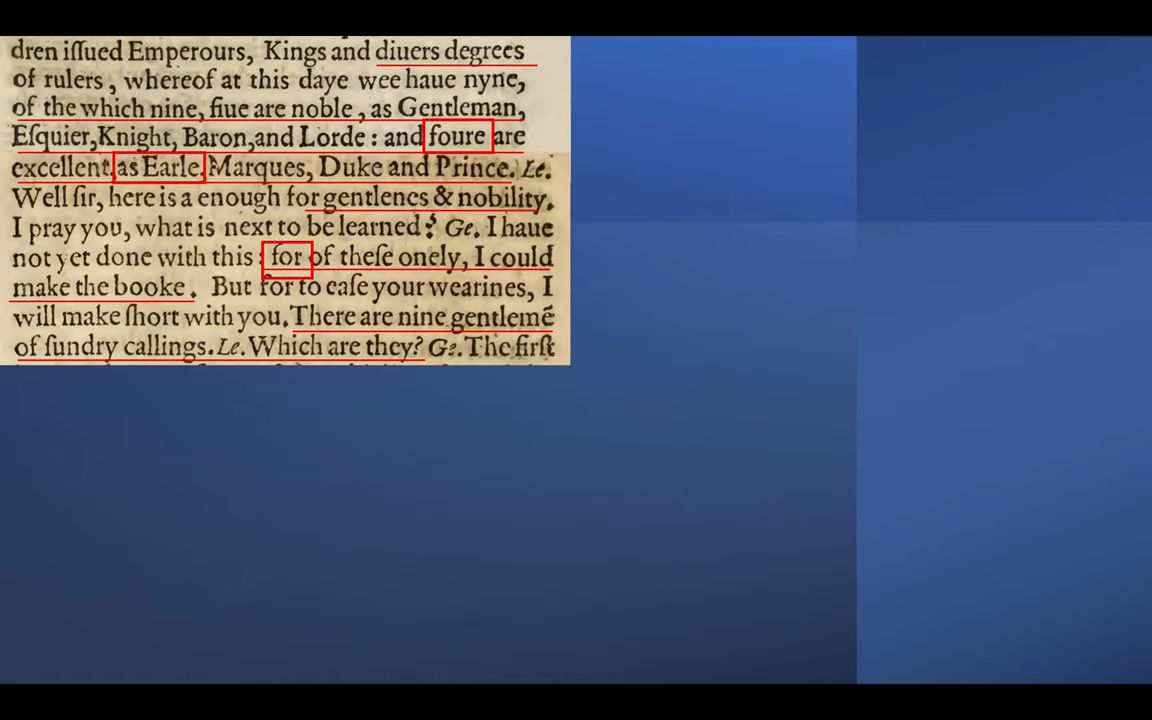 dren iſſued Emperours, Kings and diuers degrees
of rulers, whereof at this daye wee haue nyne,
of the which nine, fiue are noble, as Gentleman,
Eſquier, Knight, Baron, and Lorde : and foure are
excellent, as Earle, Marques, Duke and Prince. Le.
Well ſir, here is a enough for gentlenes & nobility.
I pray you, what is next to be learned? Ge. I haue
not yet done with this : for of theſe onely, I could
make the booke. But for to eaſe your wearines, I
will make ſhort with you. There are nine gentlemē
of ſundry callings. Le. Which are they? Ge. The firſt